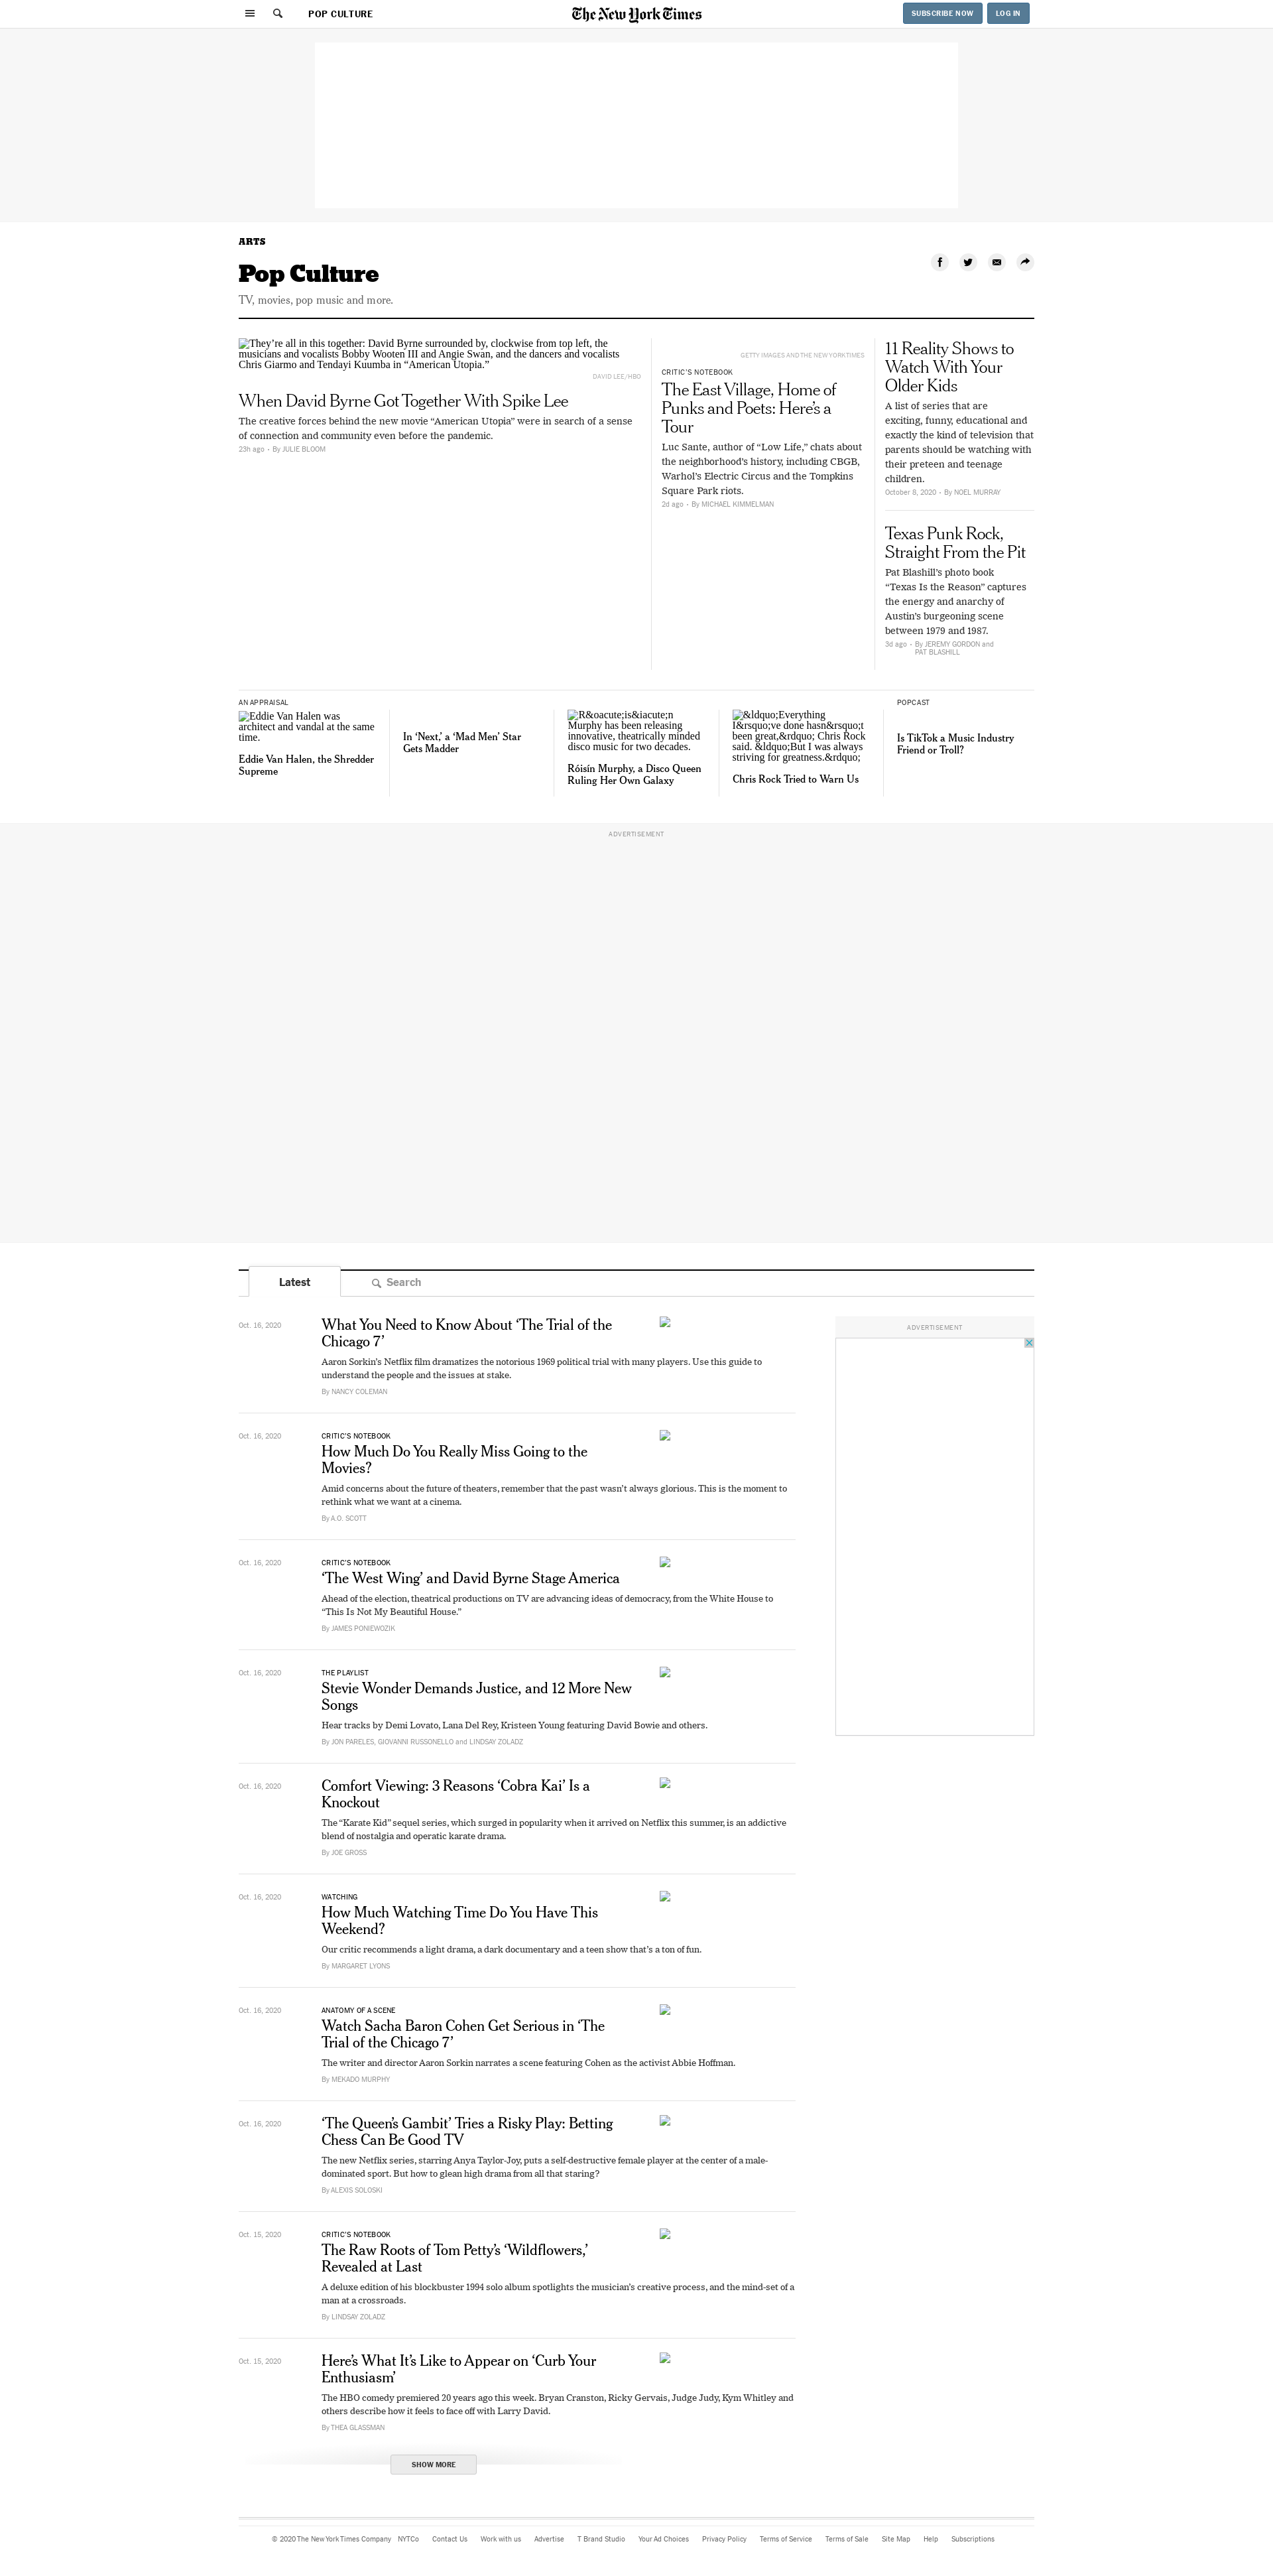 POP CULTURE
The New York Times
SUBSCRIBE NOW
LOG IN
ARTS
Pop Culture
TV, movies, pop music and more.
They’re all in this together: David Byrne surrounded by, clockwise from top left, the
musicians and vocalists Bobby Wooten III and Angie Swan, and the dancers and vocalists
Chris Giarmo and Tendayi Kuumba in “American Utopia.”
DAVID LEE/HBO
When David Byrne Got Together With Spike Lee
The creative forces behind the new movie “American Utopia” were in search of a sense
of connection and community even before the pandemic.
23h ago - By JULIE BLOOM
GETTY IMAGES AND THE NEW YORK TIMES
CRITIC’S NOTEBOOK
The East Village, Home of
Punks and Poets: Here’s a
Tour
Luc Sante, author of “Low Life,” chats about
the neighborhood’s history, including CBGB,
Warhol’s Electric Circus and the Tompkins
Square Park riots.
2d ago - By MICHAEL KIMMELMAN
11 Reality Shows to
Watch With Your
Older Kids
A list of series that are
exciting, funny, educational and
exactly the kind of television that
parents should be watching with
their preteen and teenage
children.
October 8, 2020 - By NOEL MURRAY
Texas Punk Rock,
Straight From the Pit
Pat Blashill’s photo book
“Texas Is the Reason” captures
the energy and anarchy of
Austin’s burgeoning scene
between 1979 and 1987.
3d ago - By JEREMY GORDON and
PAT BLASHILL
AN APPRAISAL
Eddie Van Halen was
architect and vandal at the same
time.
Eddie Van Halen, the Shredder
Supreme
In ‘Next,’ a ‘Mad Men’ Star
Gets Madder
R&oacute;is&iacute;n
Murphy has been releasing
innovative, theatrically minded
disco music for two decades.
Róisín Murphy, a Disco Queen
Ruling Her Own Galaxy
&ldquo;Everything
I&rsquo;ve done hasn&rsquo;t
been great,&rdquo; Chris Rock
said. &ldquo;But I was always
striving for greatness.&rdquo;
Chris Rock Tried to Warn Us
POPCAST
Is TikTok a Music Industry
Friend or Troll?
ADVERTISEMENT
Latest
Search
ADVERTISEMENT
Oct. 16, 2020
What You Need to Know About ‘The Trial of the
Chicago 7’
Aaron Sorkin’s Netflix film dramatizes the notorious 1969 political trial with many players. Use this guide to
understand the people and the issues at stake.
By NANCY COLEMAN
Oct. 16, 2020
CRITIC’S NOTEBOOK
How Much Do You Really Miss Going to the
Movies?
Amid concerns about the future of theaters, remember that the past wasn’t always glorious. This is the moment to
rethink what we want at a cinema.
By A.O. SCOTT
Oct. 16, 2020
CRITIC’S NOTEBOOK
‘The West Wing’ and David Byrne Stage America
Ahead of the election, theatrical productions on TV are advancing ideas of democracy, from the White House to
“This Is Not My Beautiful House.”
By JAMES PONIEWOZIK
Oct. 16, 2020
THE PLAYLIST
Stevie Wonder Demands Justice, and 12 More New
Songs
Hear tracks by Demi Lovato, Lana Del Rey, Kristeen Young featuring David Bowie and others.
By JON PARELES, GIOVANNI RUSSONELLO and LINDSAY ZOLADZ
Oct. 16, 2020
Comfort Viewing: 3 Reasons ‘Cobra Kai’ Is a
Knockout
The “Karate Kid” sequel series, which surged in popularity when it arrived on Netflix this summer, is an addictive
blend of nostalgia and operatic karate drama.
By JOE GROSS
Oct. 16, 2020
WATCHING
How Much Watching Time Do You Have This
Weekend?
Our critic recommends a light drama, a dark documentary and a teen show that’s a ton of fun.
By MARGARET LYONS
Oct. 16, 2020
ANATOMY OF A SCENE
Watch Sacha Baron Cohen Get Serious in ‘The
Trial of the Chicago 7’
The writer and director Aaron Sorkin narrates a scene featuring Cohen as the activist Abbie Hoffman.
By MEKADO MURPHY
Oct. 16, 2020
‘The Queen’s Gambit’ Tries a Risky Play: Betting
Chess Can Be Good TV
The new Netflix series, starring Anya Taylor-Joy, puts a self-destructive female player at the center of a male-
dominated sport. But how to glean high drama from all that staring?
By ALEXIS SOLOSKI
Oct. 15, 2020
CRITIC’S NOTEBOOK
The Raw Roots of Tom Petty’s ‘Wildflowers,’
Revealed at Last
A deluxe edition of his blockbuster 1994 solo album spotlights the musician’s creative process, and the mind-set of a
man at a crossroads.
By LINDSAY ZOLADZ
Oct. 15, 2020
Here’s What It’s Like to Appear on ‘Curb Your
Enthusiasm’
The HBO comedy premiered 20 years ago this week. Bryan Cranston, Ricky Gervais, Judge Judy, Kym Whitley and
others describe how it feels to face off with Larry David.
By THEA GLASSMAN
SHOW MORE
© 2020 The New York Times Company NYTCo Contact Us Work with us Advertise T Brand Studio Your Ad Choices Privacy Policy Terms of Service Terms of Sale Site Map Help Subscriptions